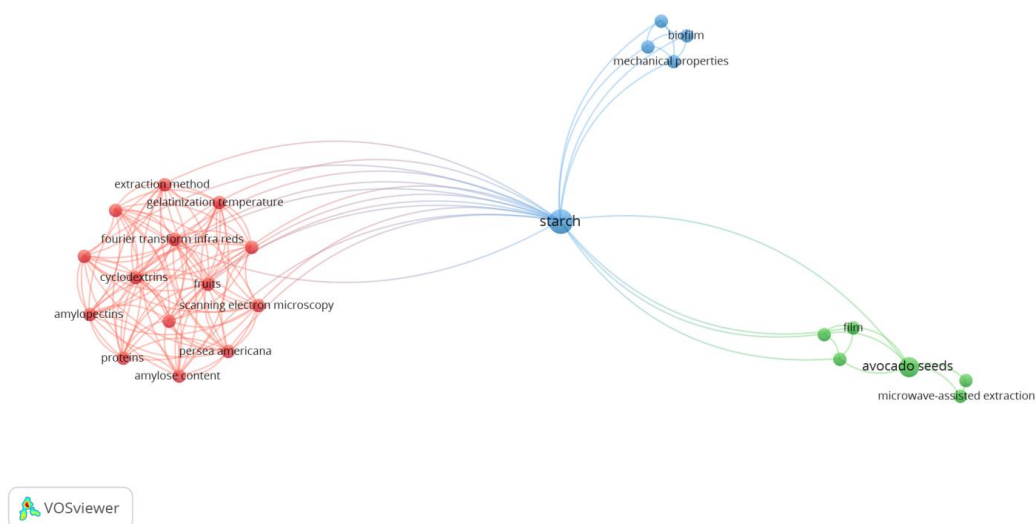 biofilm
mechanical properties
extraction method
gelatinization temperature
starch
fourier transform infra reds
cyclodextrins
fruits
scanning electron microscopy
amylopectins
film
persea americana
proteins
avocado seeds
amylose content
microwave-assisted extraction
VOSviewer